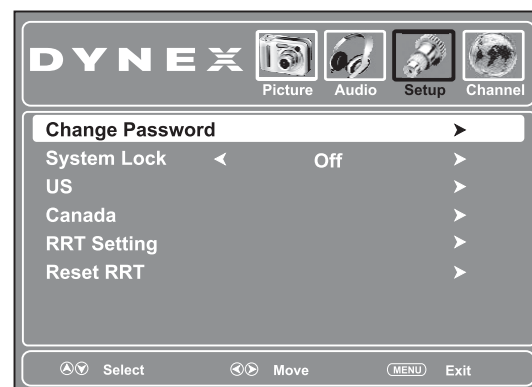 DYNEX
Picture Audio Setup Channel
Change Password
System Lock Off
US
Canada
RRT Setting
Reset RRT
Select Move MENU Exit